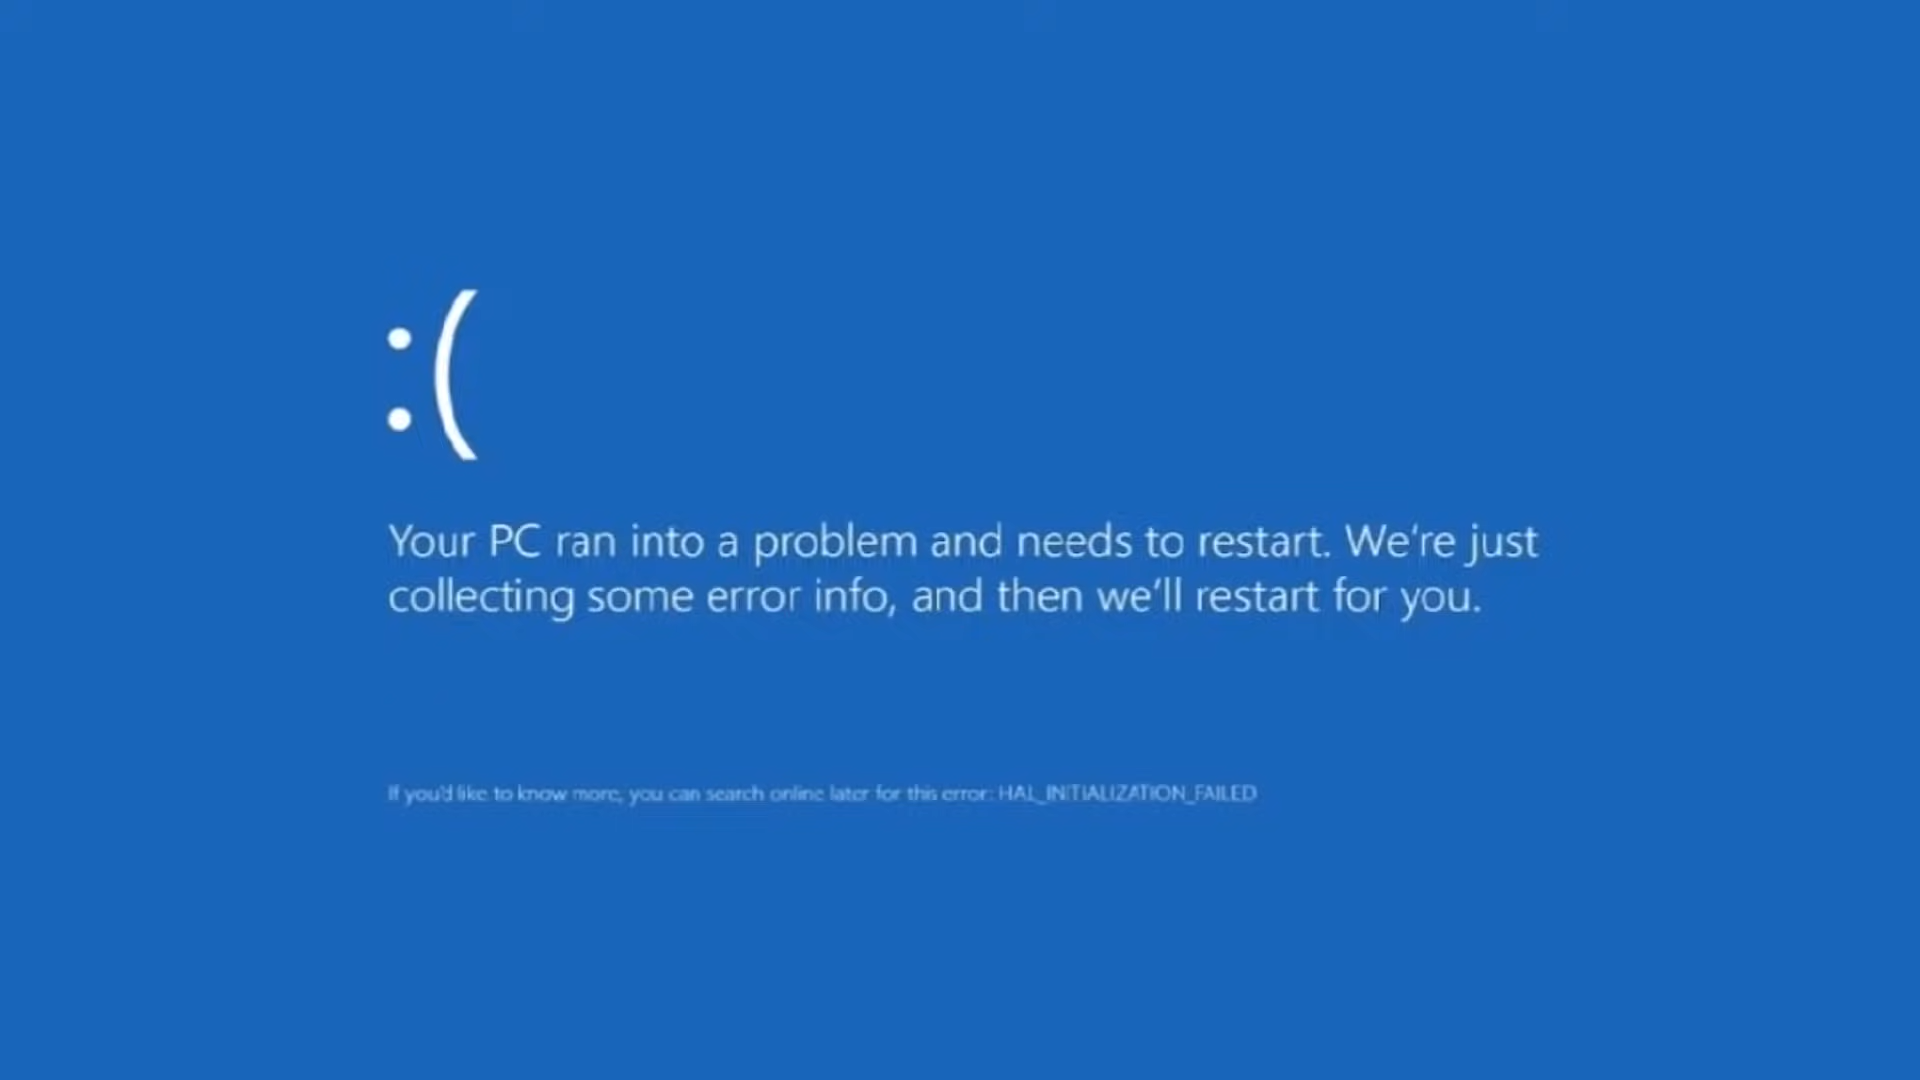 :(
Your PC ran into a problem and needs to restart. We're just
collecting some error info, and then we'll restart for you.
If you'd like to know more, you can search online later for this error: HAL_INITIALIZATION_FAILED